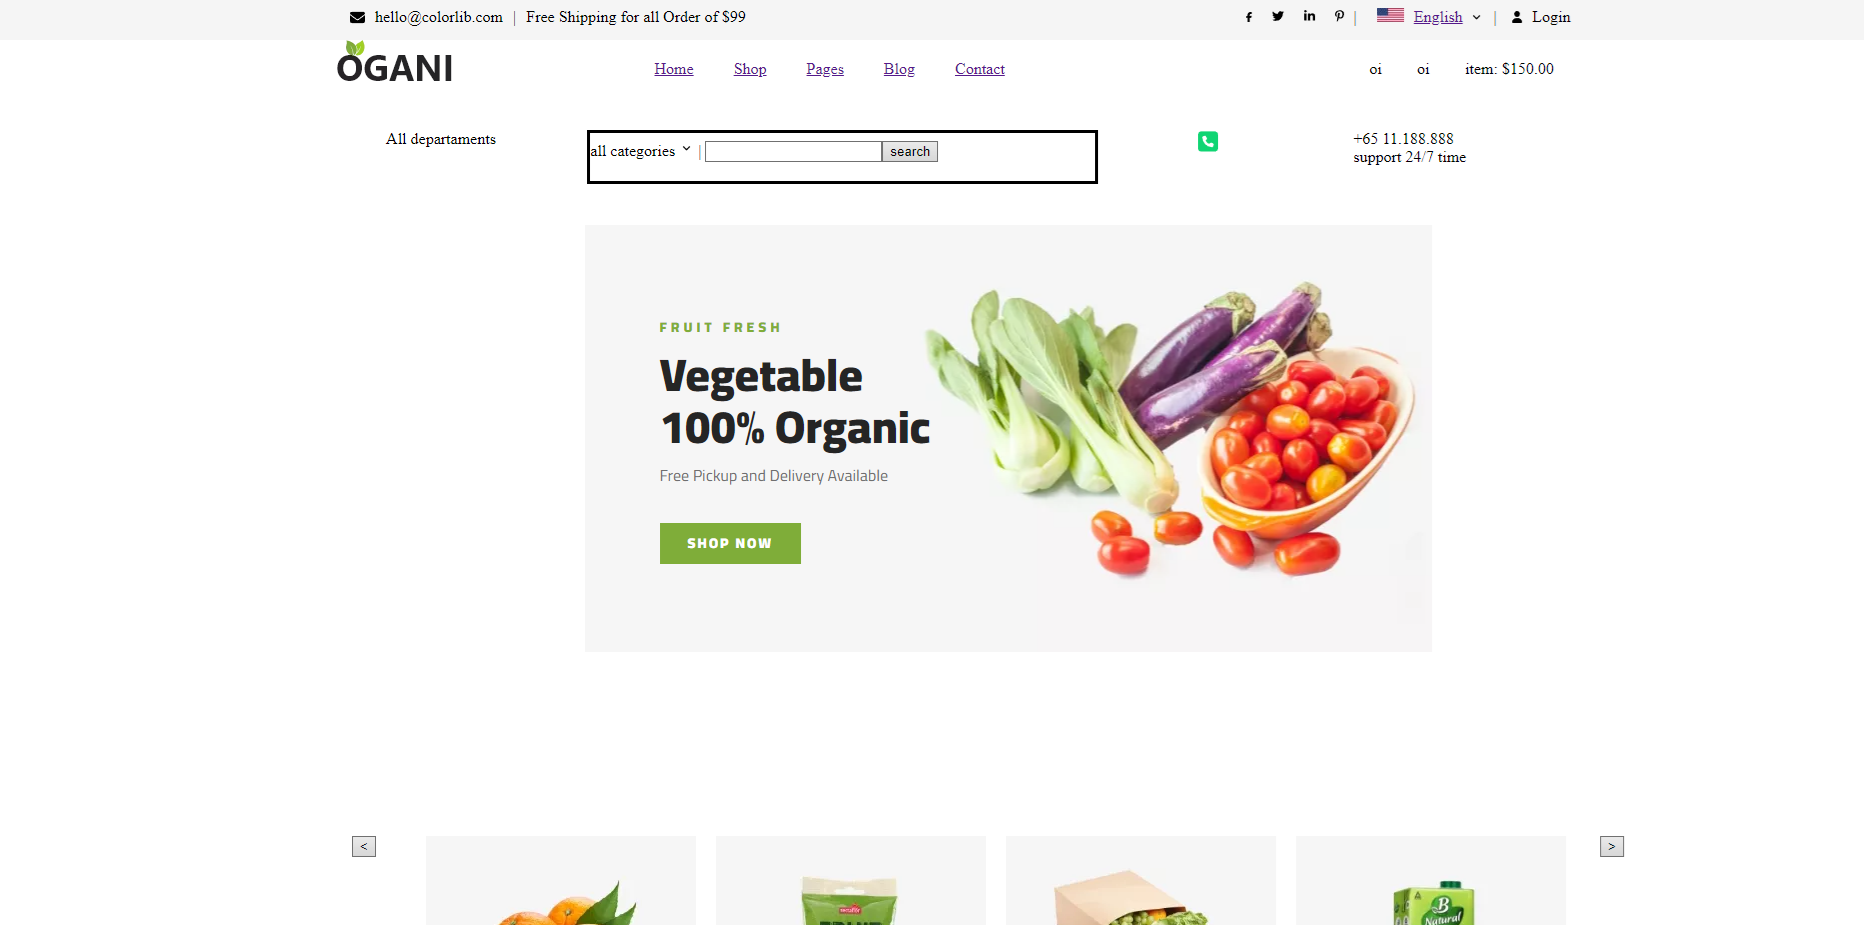 hello@colorlib.com | Free Shipping for all Order of $99 | English | Login
OGANI Home Shop Pages Blog Contact oi oi item: $150.00
All departaments all categories | search +65 11.188.888
support 24/7 time
FRUIT FRESH
Vegetable
100% Organic
Free Pickup and Delivery Available
SHOP NOW
< >
B
Natural